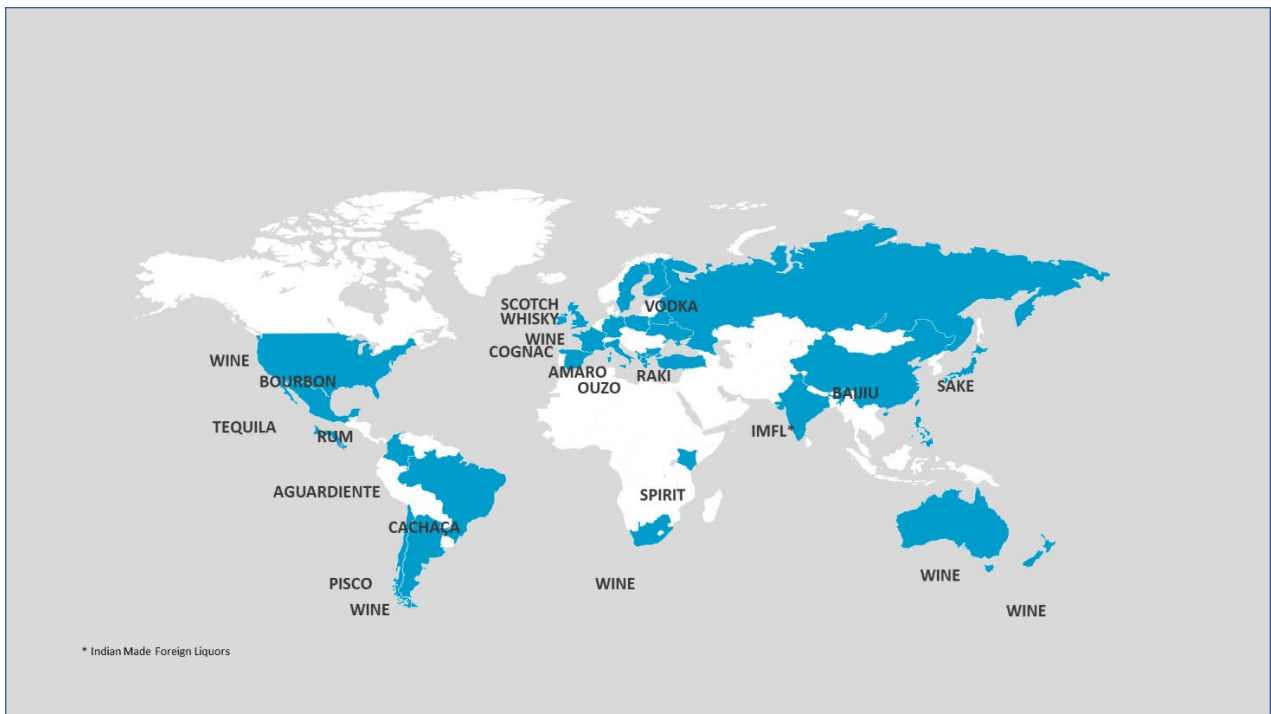 SCOTCH
WHISKY
VODKA
WINE
COGNAC
WINE
AMARO
RAKI
BOURBON
OUZO
BAIJIU
SAKE
TEQUILA
RUM
IMFL*
AGUARDIENTE
SPIRIT
CACHAÇA
PISCO
WINE
WINE
WINE
WINE
* Indian Made Foreign Liquors